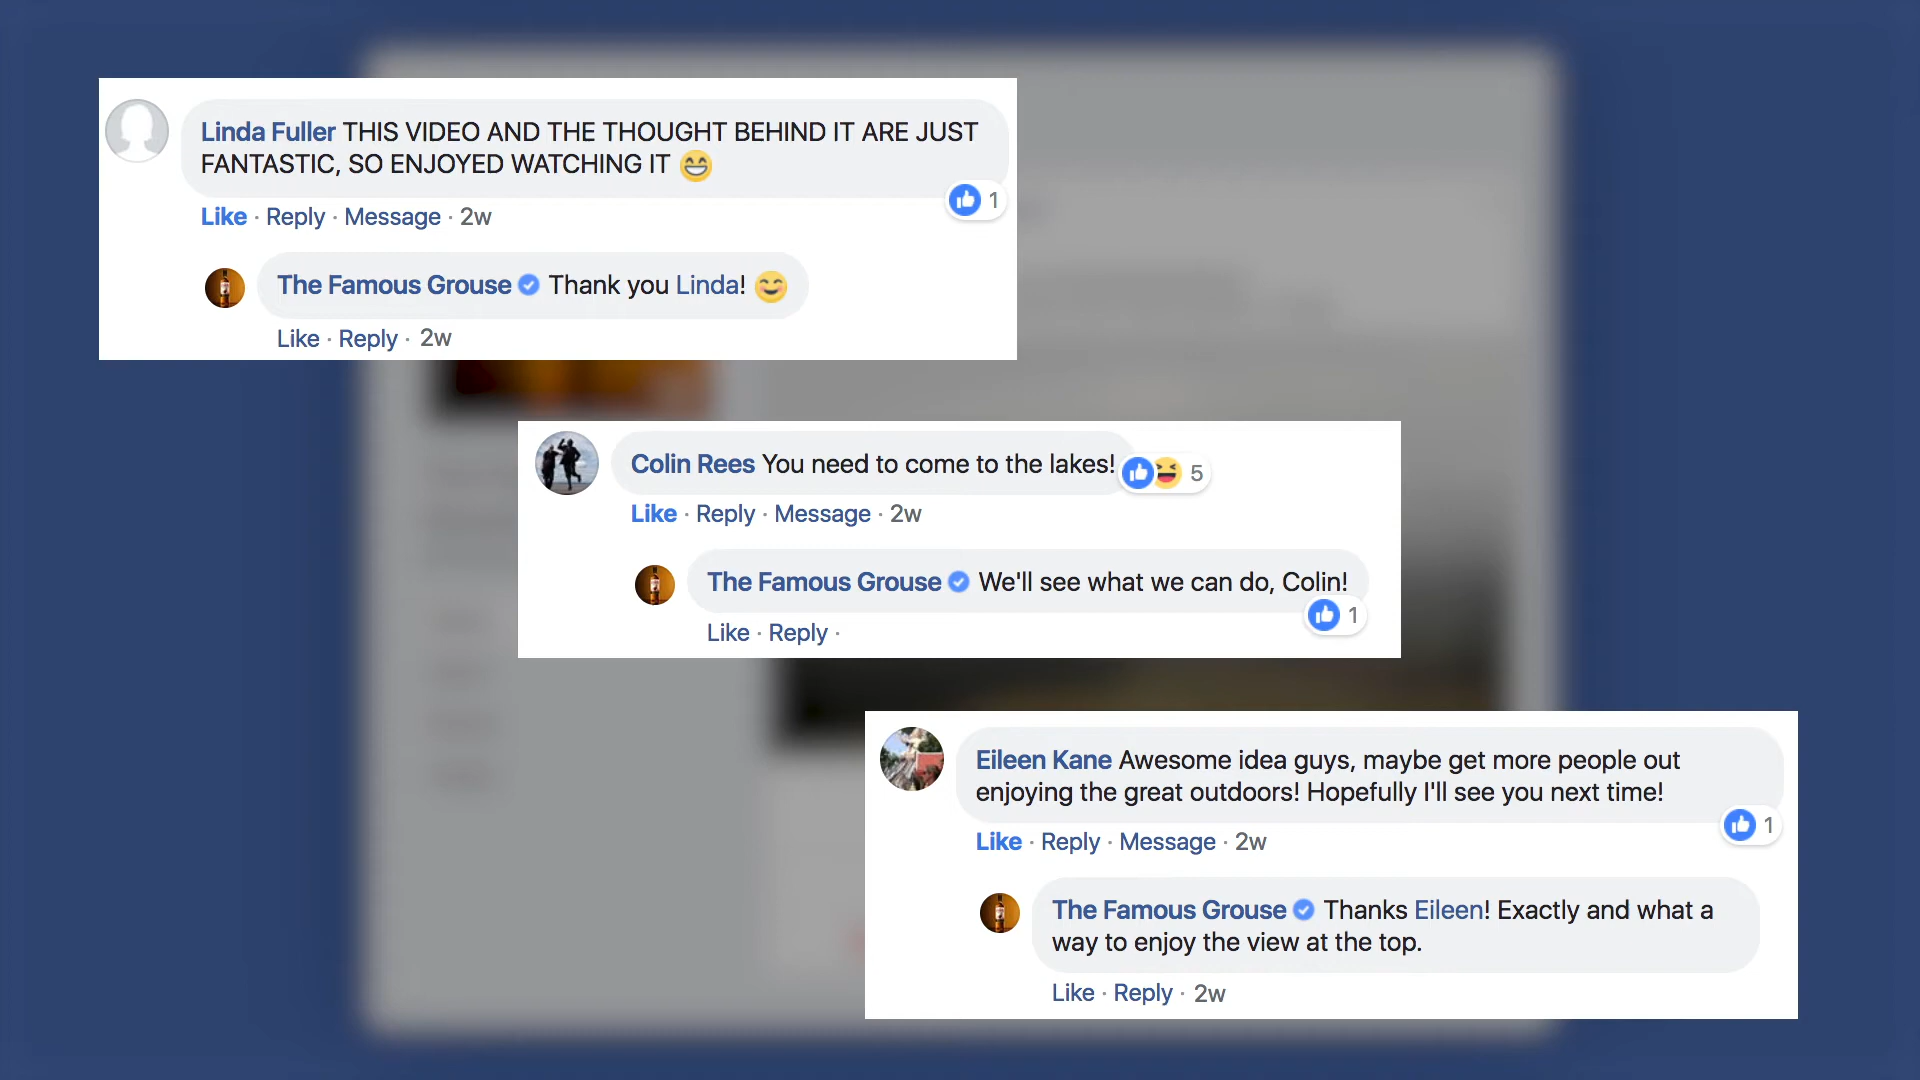 Linda Fuller THIS VIDEO AND THE THOUGHT BEHIND IT ARE JUST
FANTASTIC, SO ENJOYED WATCHING IT 😄
1
Like · Reply · Message · 2w
The Famous Grouse Thank you Linda! 😊
Like · Reply · 2w
Colin Rees You need to come to the lakes!
5
Like · Reply · Message · 2w
The Famous Grouse We'll see what we can do, Colin!
1
Like · Reply ·
Eileen Kane Awesome idea guys, maybe get more people out
enjoying the great outdoors! Hopefully I'll see you next time!
1
Like · Reply · Message · 2w
The Famous Grouse Thanks Eileen! Exactly and what a
way to enjoy the view at the top.
Like · Reply · 2w